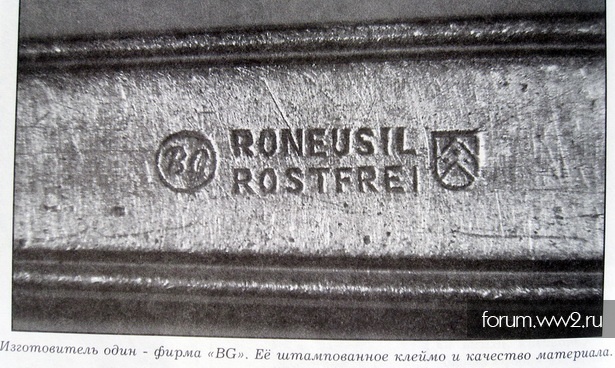 BG RONEUSIL
ROSTFREI
forum.ww2.ru
Изготовитель один - фирма «BG». Её штампованное клеймо и качество материала.